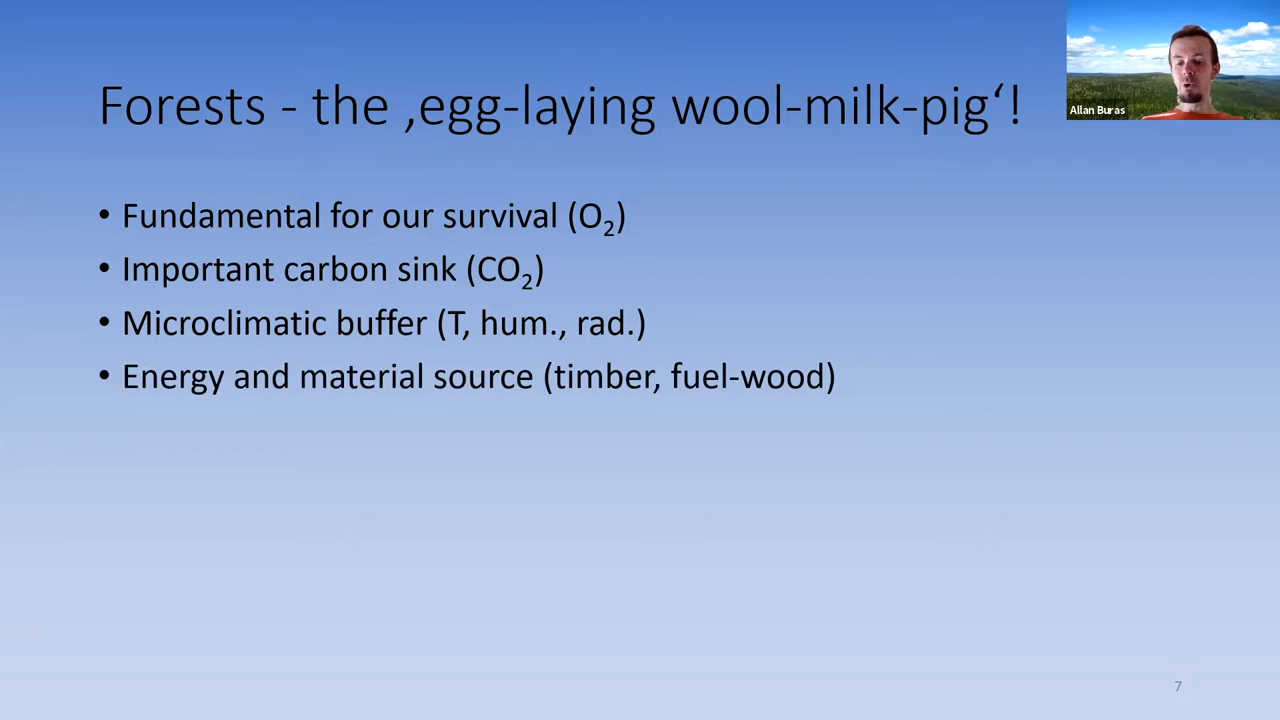 Forests - the ‚egg-laying wool-milk-pig‘!
Allan Buras
• Fundamental for our survival (O₂)
• Important carbon sink (CO₂)
• Microclimatic buffer (T, hum., rad.)
• Energy and material source (timber, fuel-wood)
7